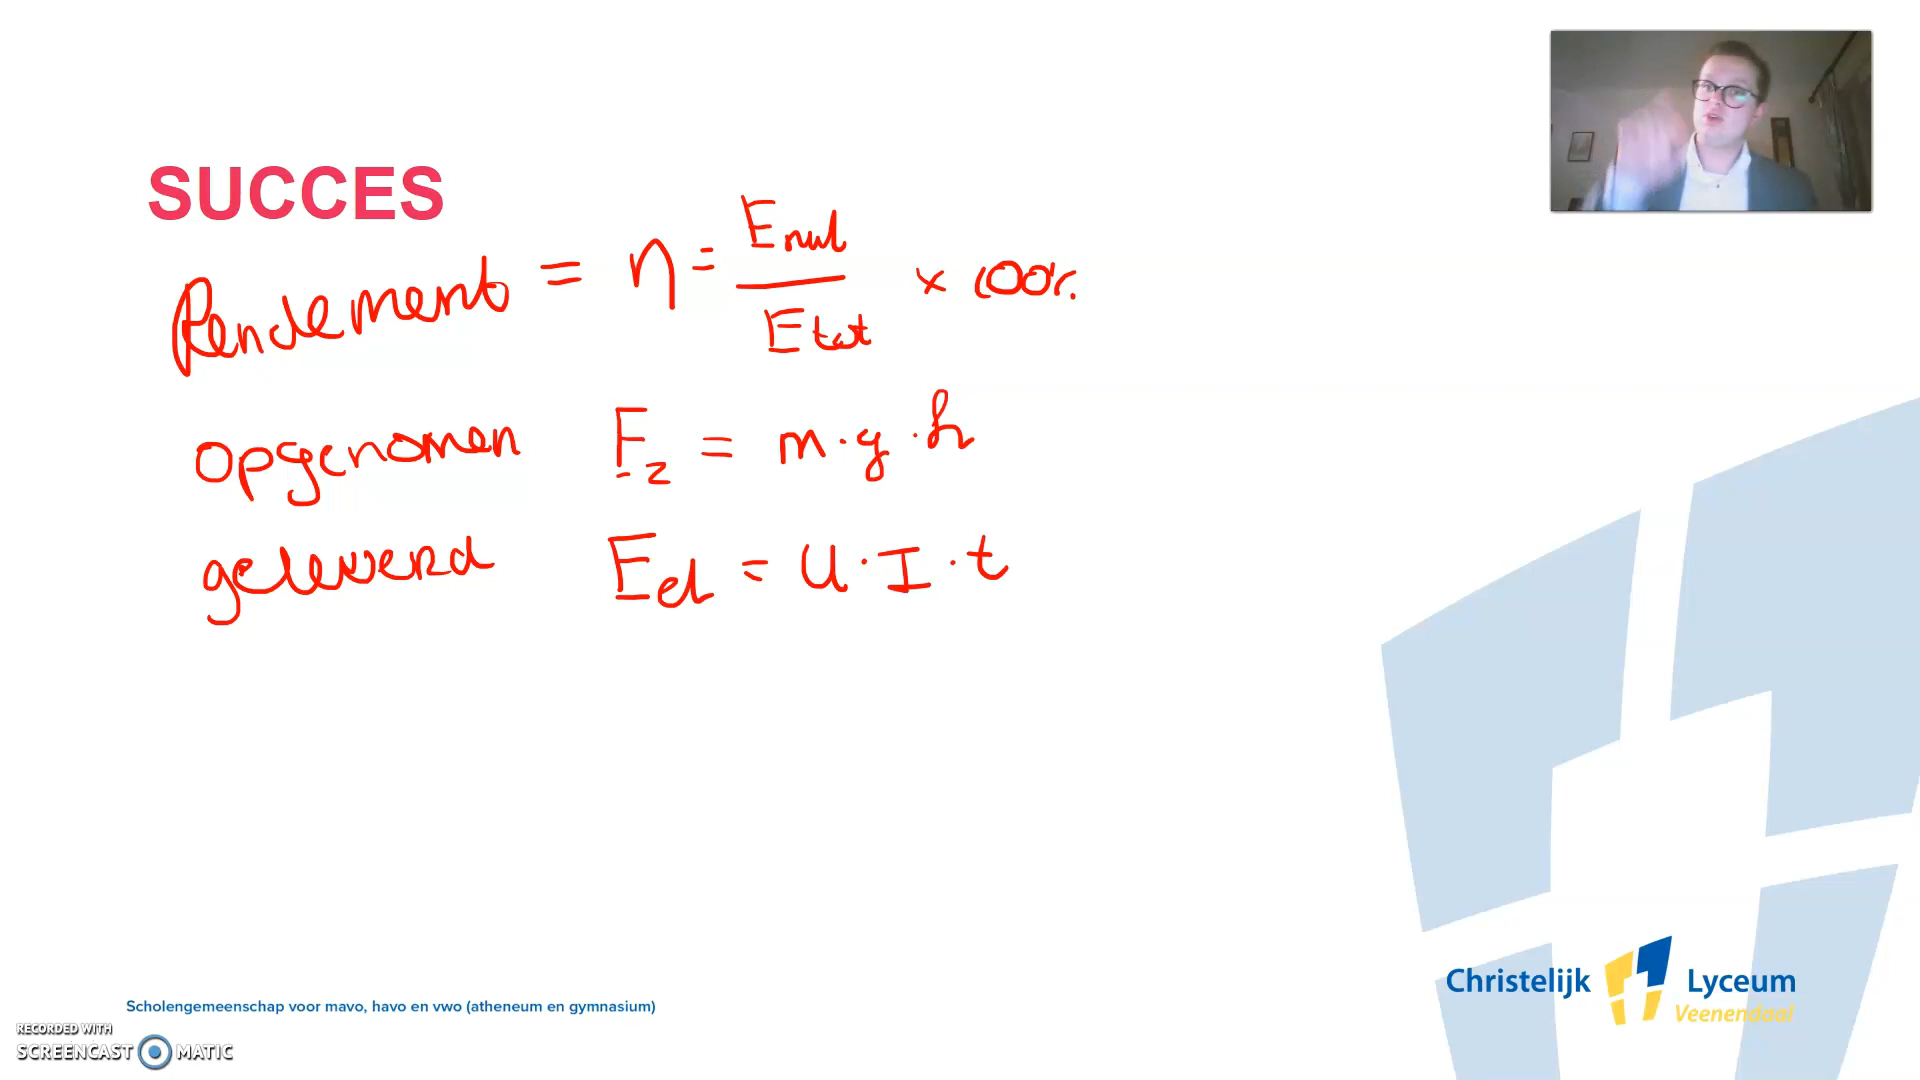 SUCCES
Rendement = η = Enut / Etot × 100%
opgenomen Ez = m · g · h
geleverd Eel = U · I · t
Christelijk Lyceum
Veenendaal
Scholengemeenschap voor mavo, havo en vwo (atheneum en gymnasium)
RECORDED WITH
SCREENCAST MATIC